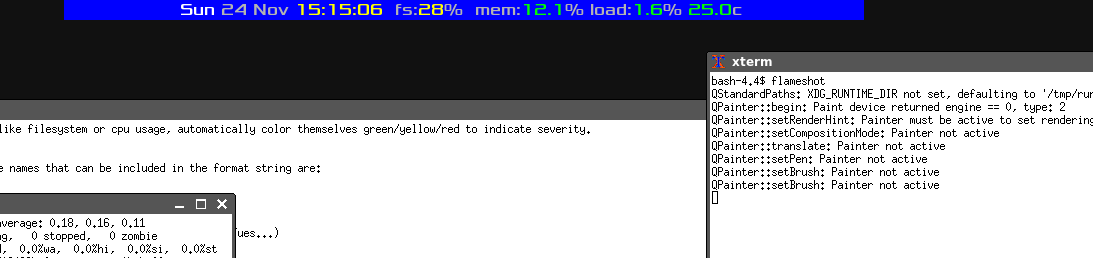 Sun 24 Nov 15:15:06 fs:28% mem:12.1% load:1.6% 25.0c
xterm
bash-4.4$ flameshot
QStandardPaths: XDG_RUNTIME_DIR not set, defaulting to '/tmp/run
QPainter::begin: Paint device returned engine == 0, type: 2
QPainter::setRenderHint: Painter must be active to set rendering
QPainter::setCompositionMode: Painter not active
QPainter::translate: Painter not active
QPainter::setPen: Painter not active
QPainter::setBrush: Painter not active
QPainter::setBrush: Painter not active
like filesystem or cpu usage, automatically color themselves green/yellow/red to indicate severity.
e names that can be included in the format string are:
ues...)
average: 0.18, 0.16, 0.11
ng, 0 stopped, 0 zombie
, 0.0%wa, 0.0%hi, 0.0%si, 0.0%st